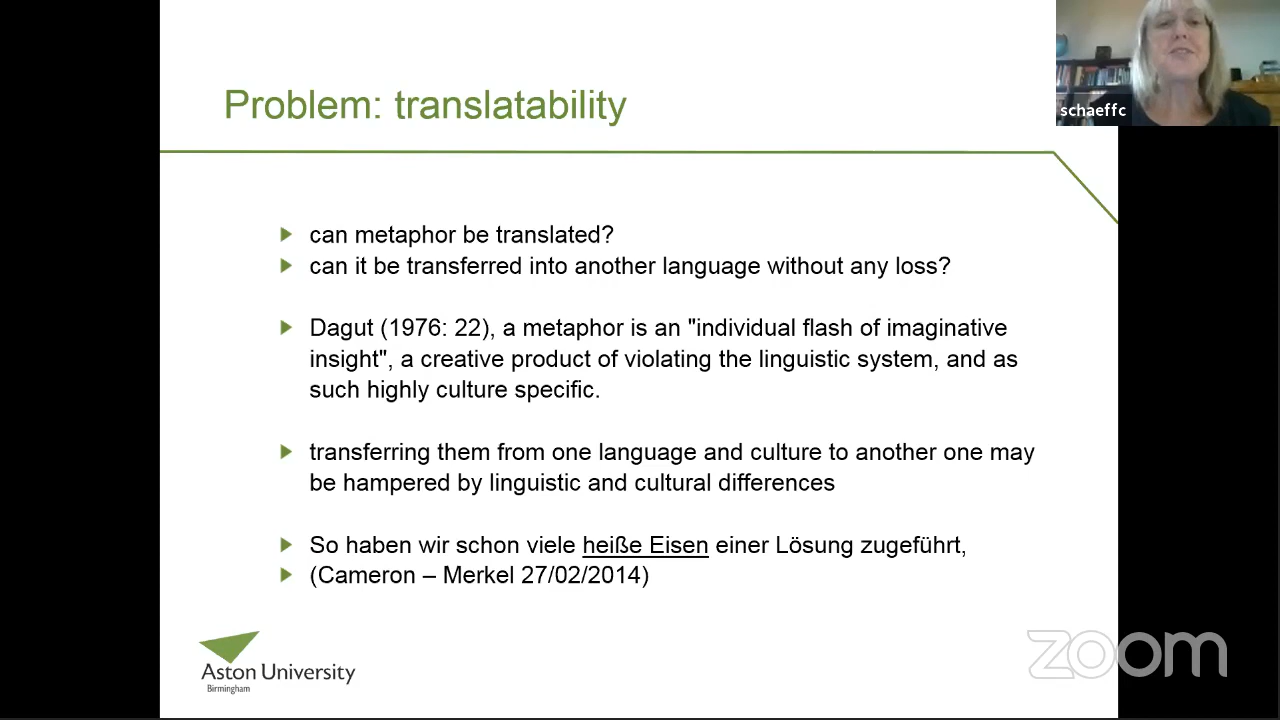 Problem: translatability
schaeffc
can metaphor be translated?
can it be transferred into another language without any loss?
Dagut (1976: 22), a metaphor is an "individual flash of imaginative
insight", a creative product of violating the linguistic system, and as
such highly culture specific.
transferring them from one language and culture to another one may
be hampered by linguistic and cultural differences
So haben wir schon viele heiße Eisen einer Lösung zugeführt,
(Cameron – Merkel 27/02/2014)
Aston University
Birmingham
zoom